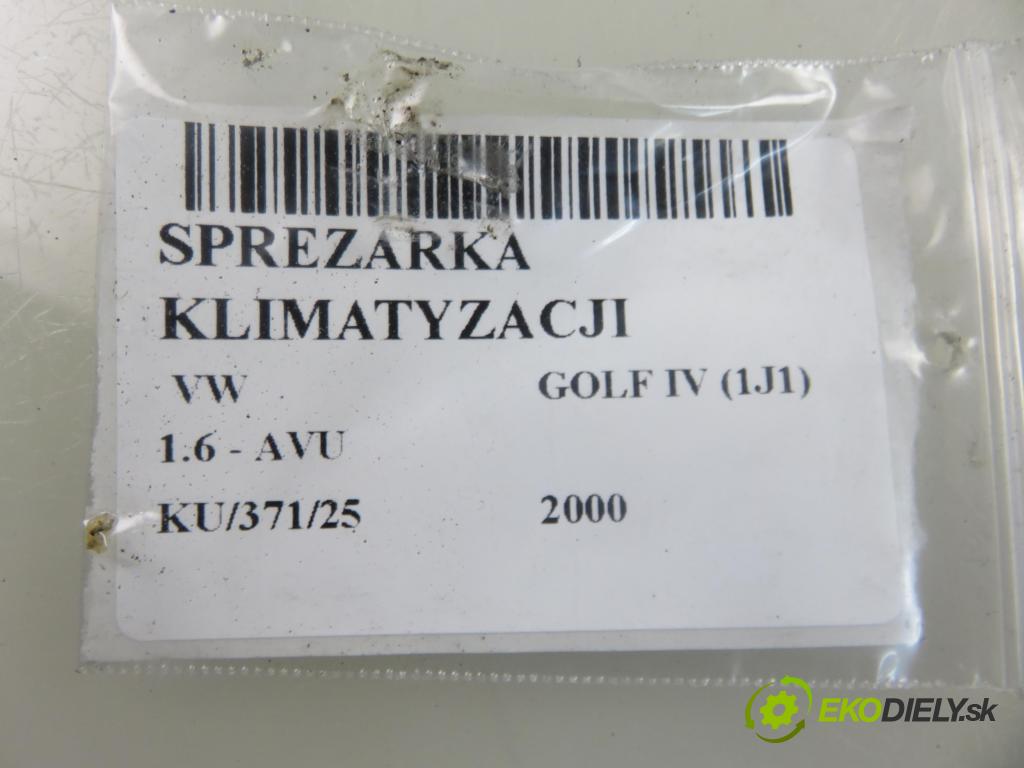 SPREZARKA
KLIMATYZACJI
VW GOLF IV (1J1)
1.6 - AVU
KU/371/25 2000
EKODIELY.sk